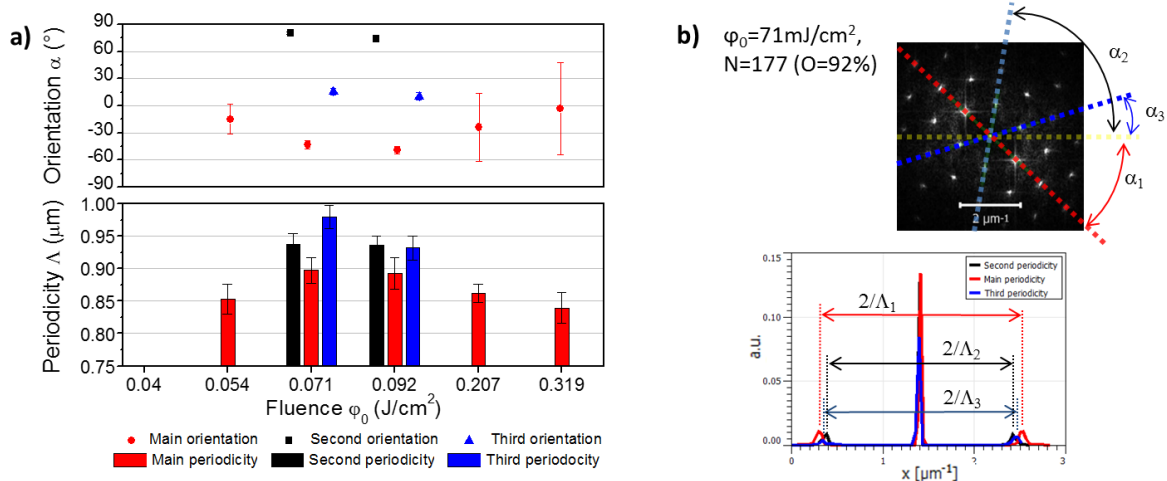 a)
90
60
30
0
-30
-60
-90
Orientation α (°)
1.00
0.95
0.90
0.85
0.80
0.75
Periodicity Λ (μm)
0.04 0.054 0.071 0.092 0.207 0.319
Fluence φ₀ (J/cm²)
Main orientation Second orientation Third orientation
Main periodicity Second periodicity Third periodocity
b)
φ₀=71mJ/cm²,
N=177 (O=92%)
α₂
α₃
α₁
2 μm⁻¹
0.15
0.10
0.05
0.00
a.u.
Second periodicity
Main periodicity
Third periodicity
2/Λ₁
2/Λ₂
2/Λ₃
0 1 2 3
x [μm⁻¹]